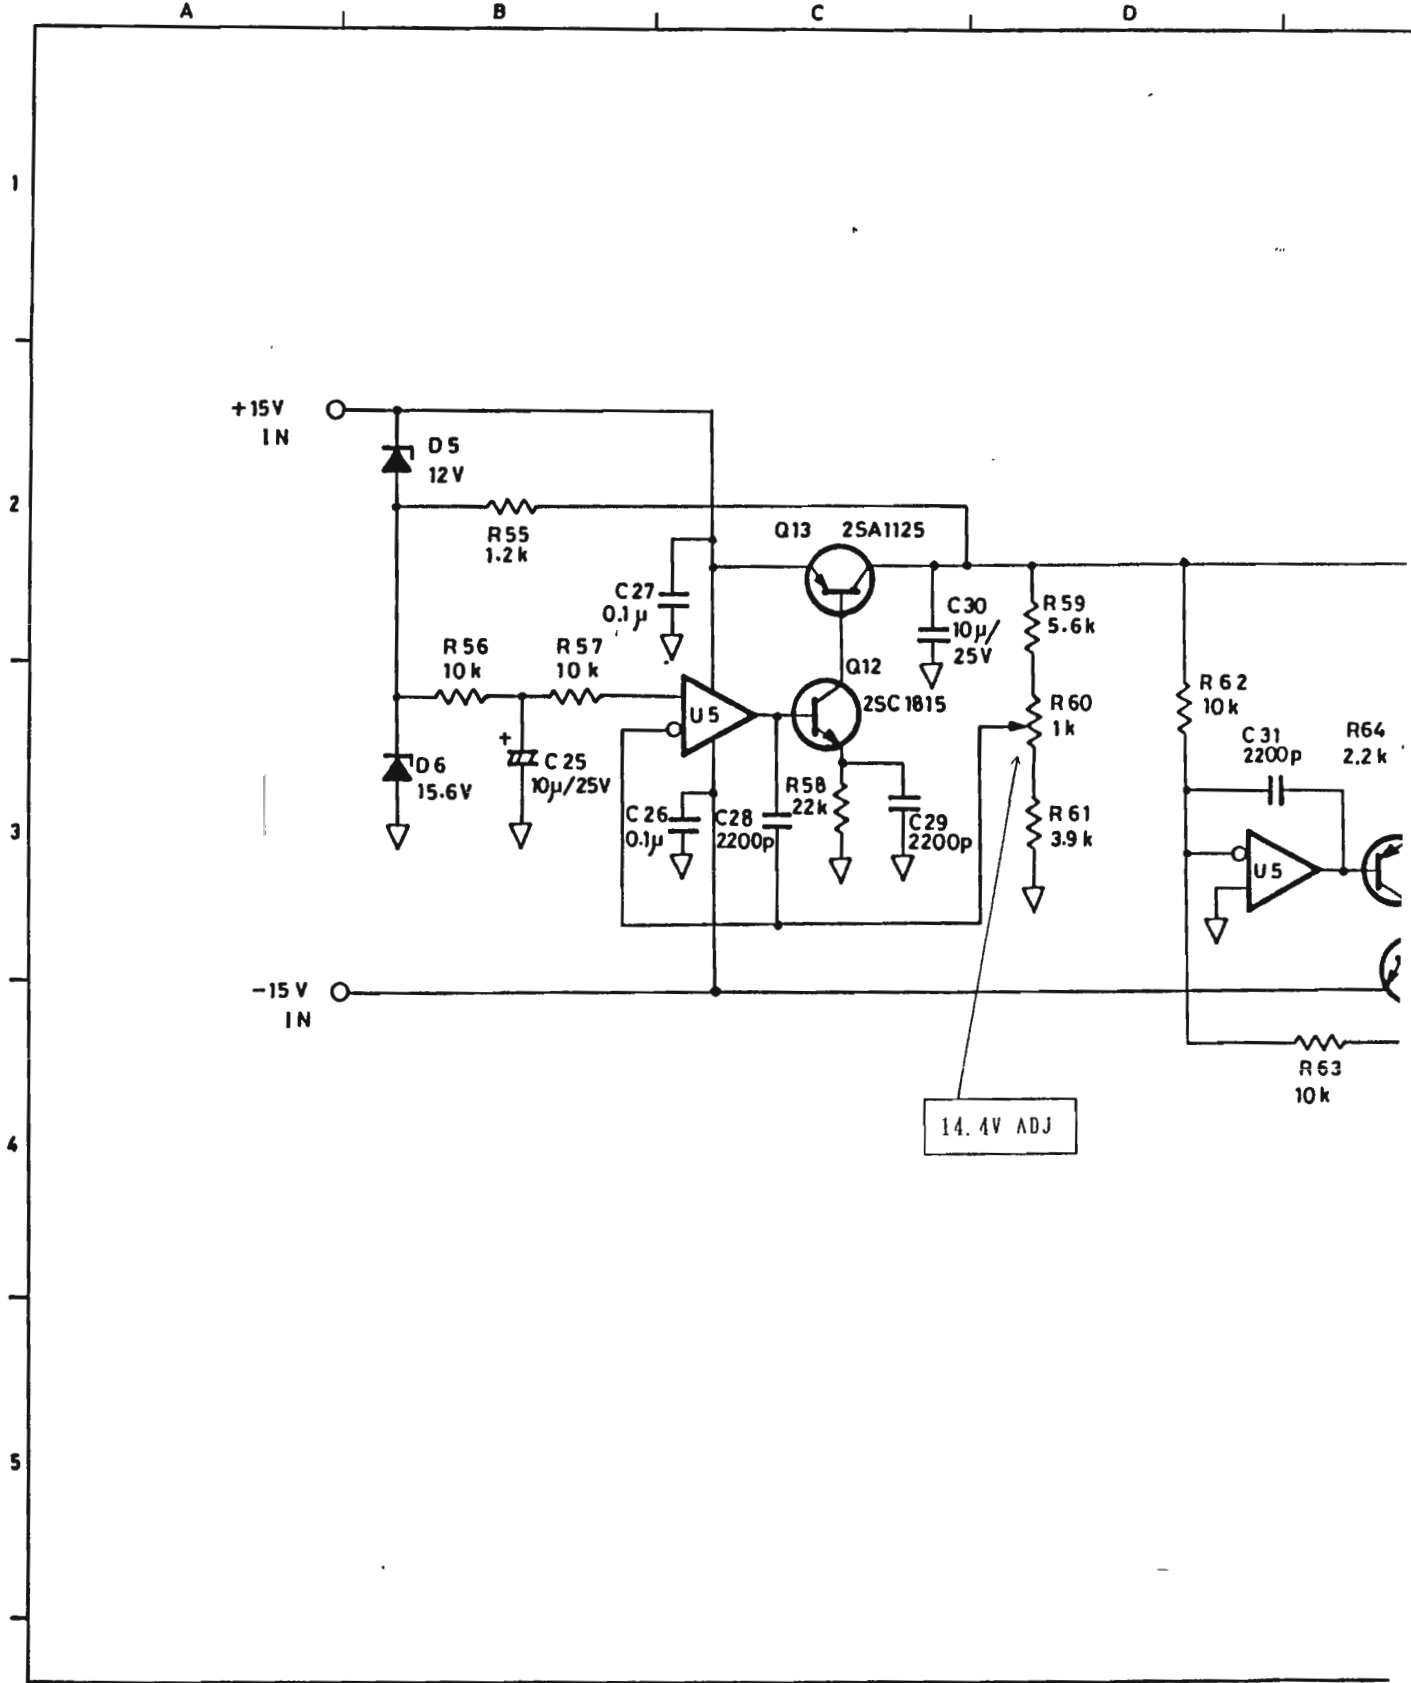 A B C D
1
2
3
4
5
+15V
IN
D5
12V
R55
1.2k
Q13 2SA1125
C27
0.1μ
C30
10μ/
25V
R59
5.6k
R56
10k
R57
10k
Q12
2SC1815
U5
R60
1k
R62
10k
C31
2200p
R64
2.2k
D6
15.6V
+
C25
10μ/25V
R58
22k
C26
0.1μ
C28
2200p
C29
2200p
R61
3.9k
U5
-15V
IN
R63
10k
14.4V ADJ